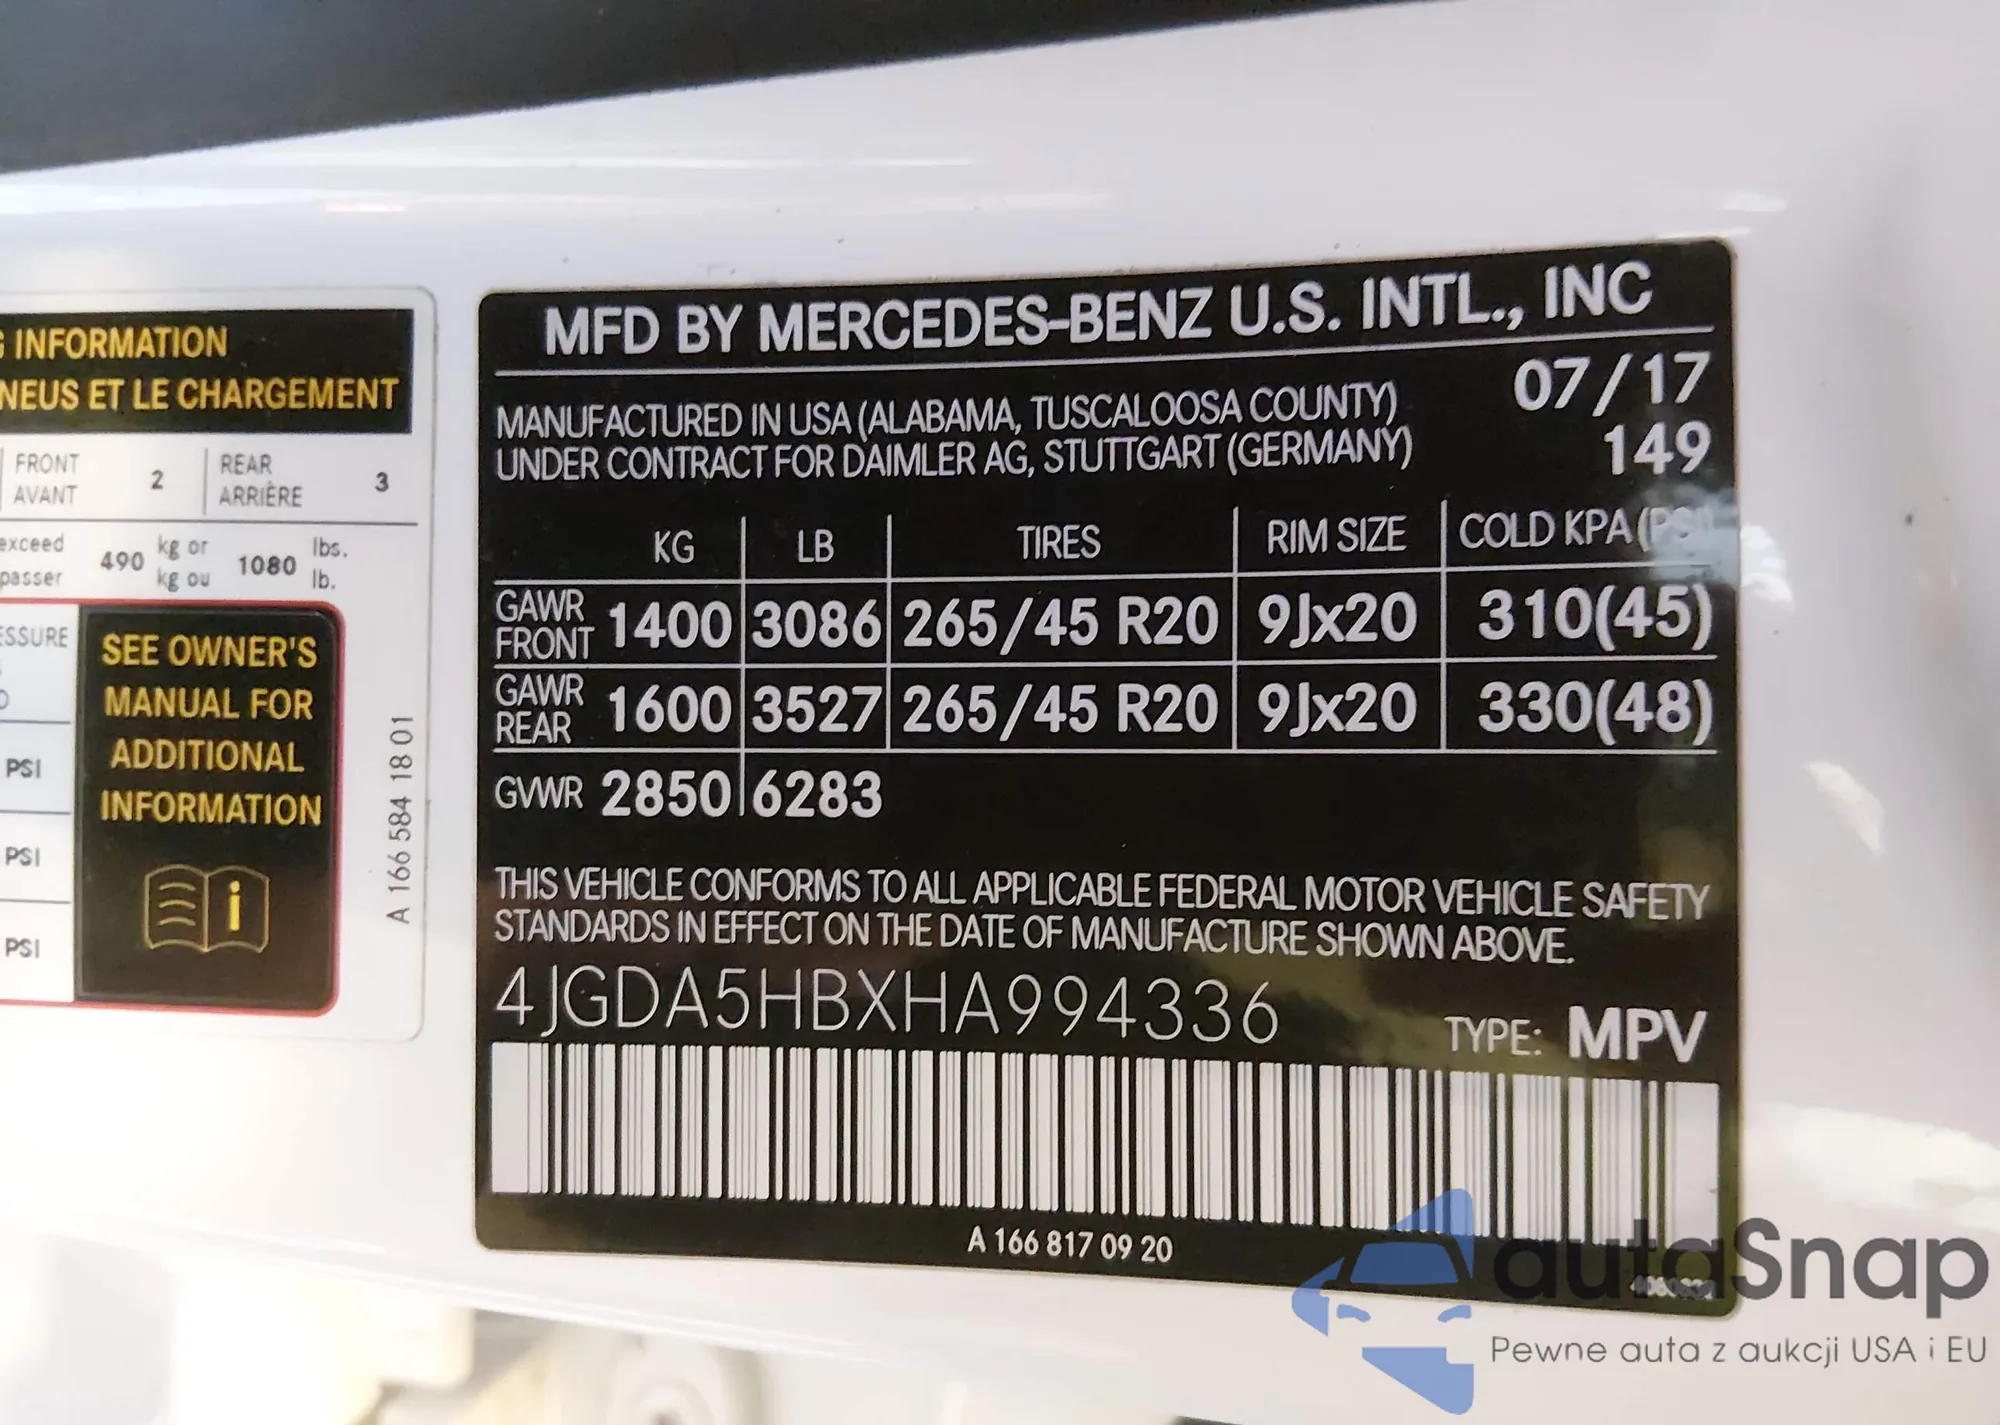 G INFORMATION
NEUS ET LE CHARGEMENT
FRONT
AVANT
2
REAR
ARRIÈRE
3
exceed
passer
490
kg or
kg ou
1080
lbs.
lb.
ESSURE
SEE OWNER'S
MANUAL FOR
ADDITIONAL
INFORMATION
i
PSI
PSI
PSI
A 166 584 18 01
MFD BY MERCEDES-BENZ U.S. INTL., INC
MANUFACTURED IN USA (ALABAMA, TUSCALOOSA COUNTY)
UNDER CONTRACT FOR DAIMLER AG, STUTTGART (GERMANY)
07/17
149
KG LB TIRES RIM SIZE COLD KPA (PSI)
GAWR
FRONT
1400 3086 265/45 R20 9Jx20 310(45)
GAWR
REAR
1600 3527 265/45 R20 9Jx20 330(48)
GVWR 2850 6283
THIS VEHICLE CONFORMS TO ALL APPLICABLE FEDERAL MOTOR VEHICLE SAFETY
STANDARDS IN EFFECT ON THE DATE OF MANUFACTURE SHOWN ABOVE.
4JGDA5HBXHA994336
TYPE: MPV
A 166 817 09 20
autaSnap
Pewne auta z aukcji USA i EU